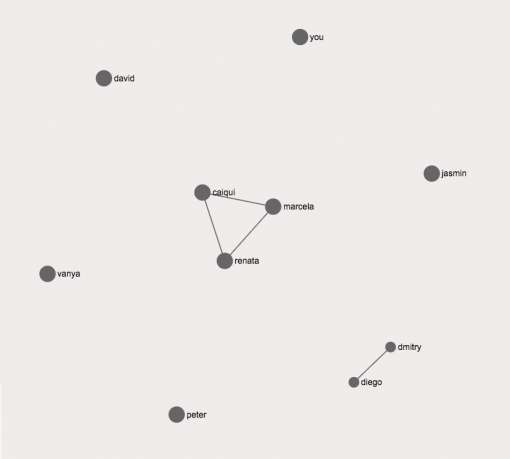 you
david
jasmin
caiqui
marcela
renata
vanya
dmitry
diego
peter